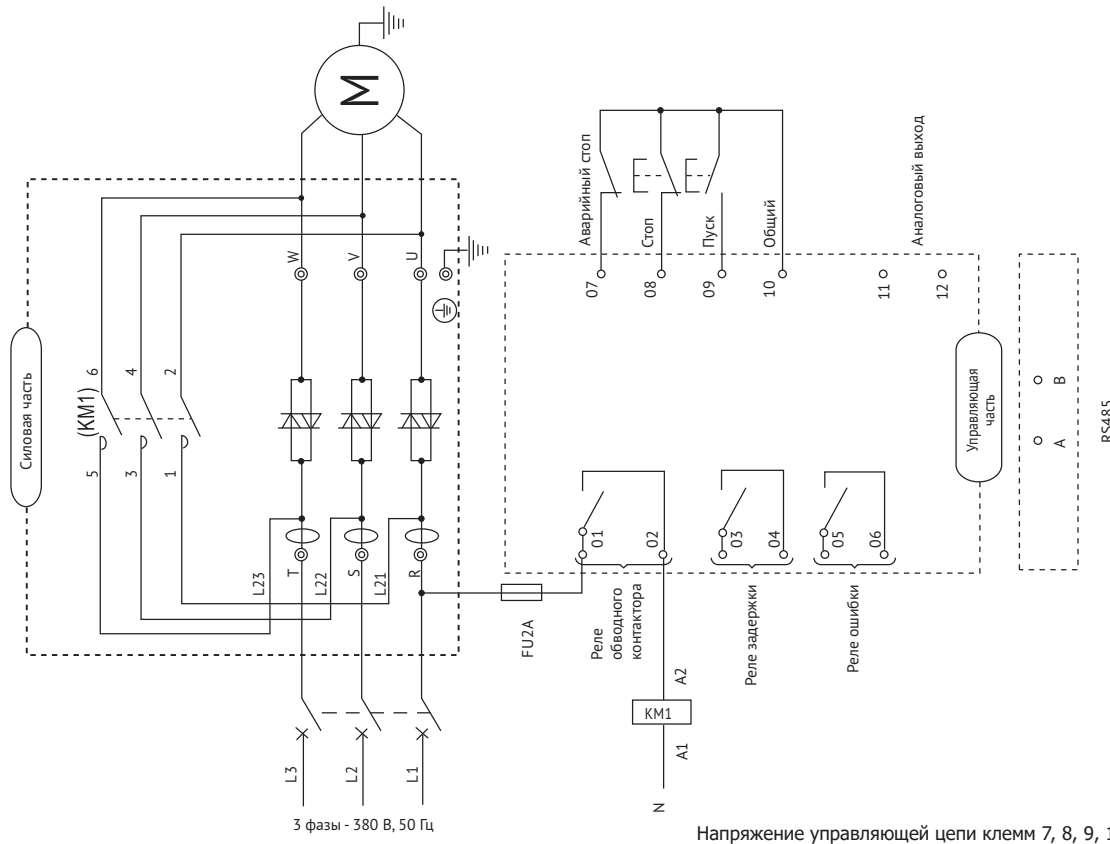 Силовая часть
(KM1)
5
6
3
4
1
2
L23
L22
L21
T
S
R
W
V
U
M
L3
L2
L1
3 фазы - 380 В, 50 Гц
FU2A
Реле
обводного
контактора
01
02
Реле задержки
03
04
Реле ошибки
05
06
KM1
A2
A1
N
Аварийный стоп
07
Стоп
08
Пуск
09
Общий
10
Аналоговый выход
11
12
Управляющая
часть
A
B
RS485
Напряжение управляющей цепи клемм 7, 8, 9, 1